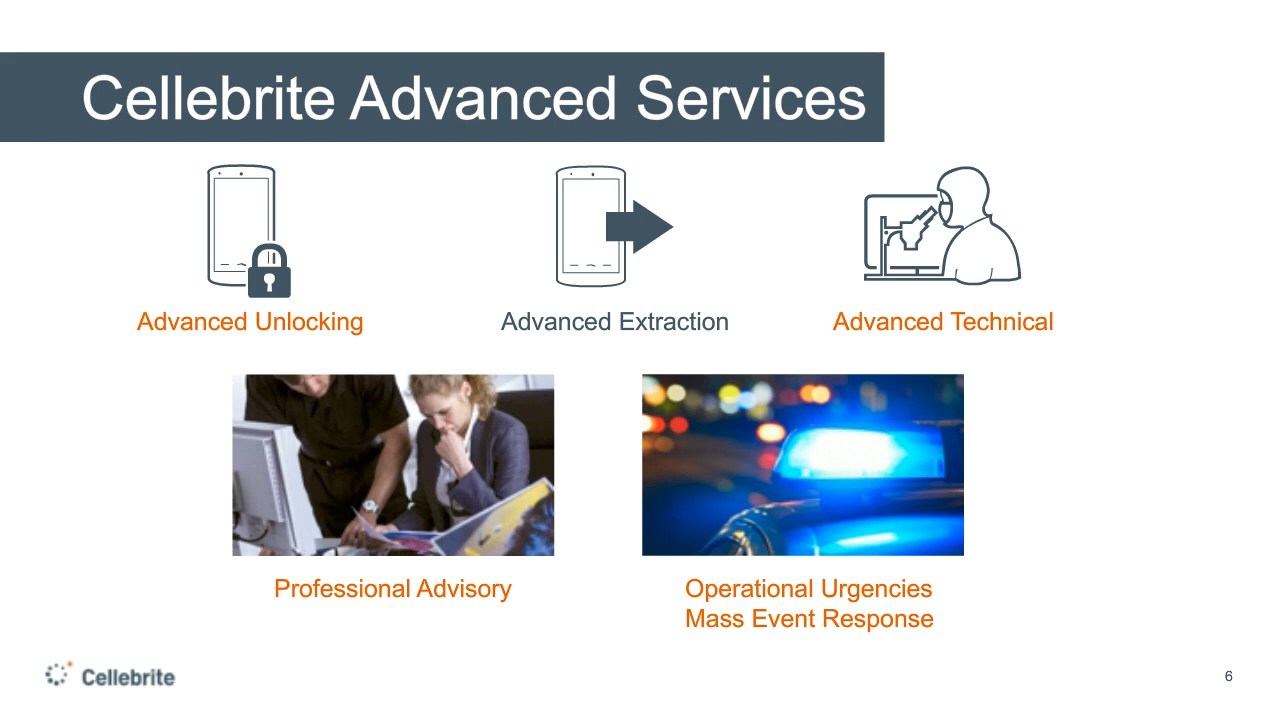 Cellebrite Advanced Services
Advanced Unlocking
Advanced Extraction
Advanced Technical
Professional Advisory
Operational Urgencies
Mass Event Response
Cellebrite
6